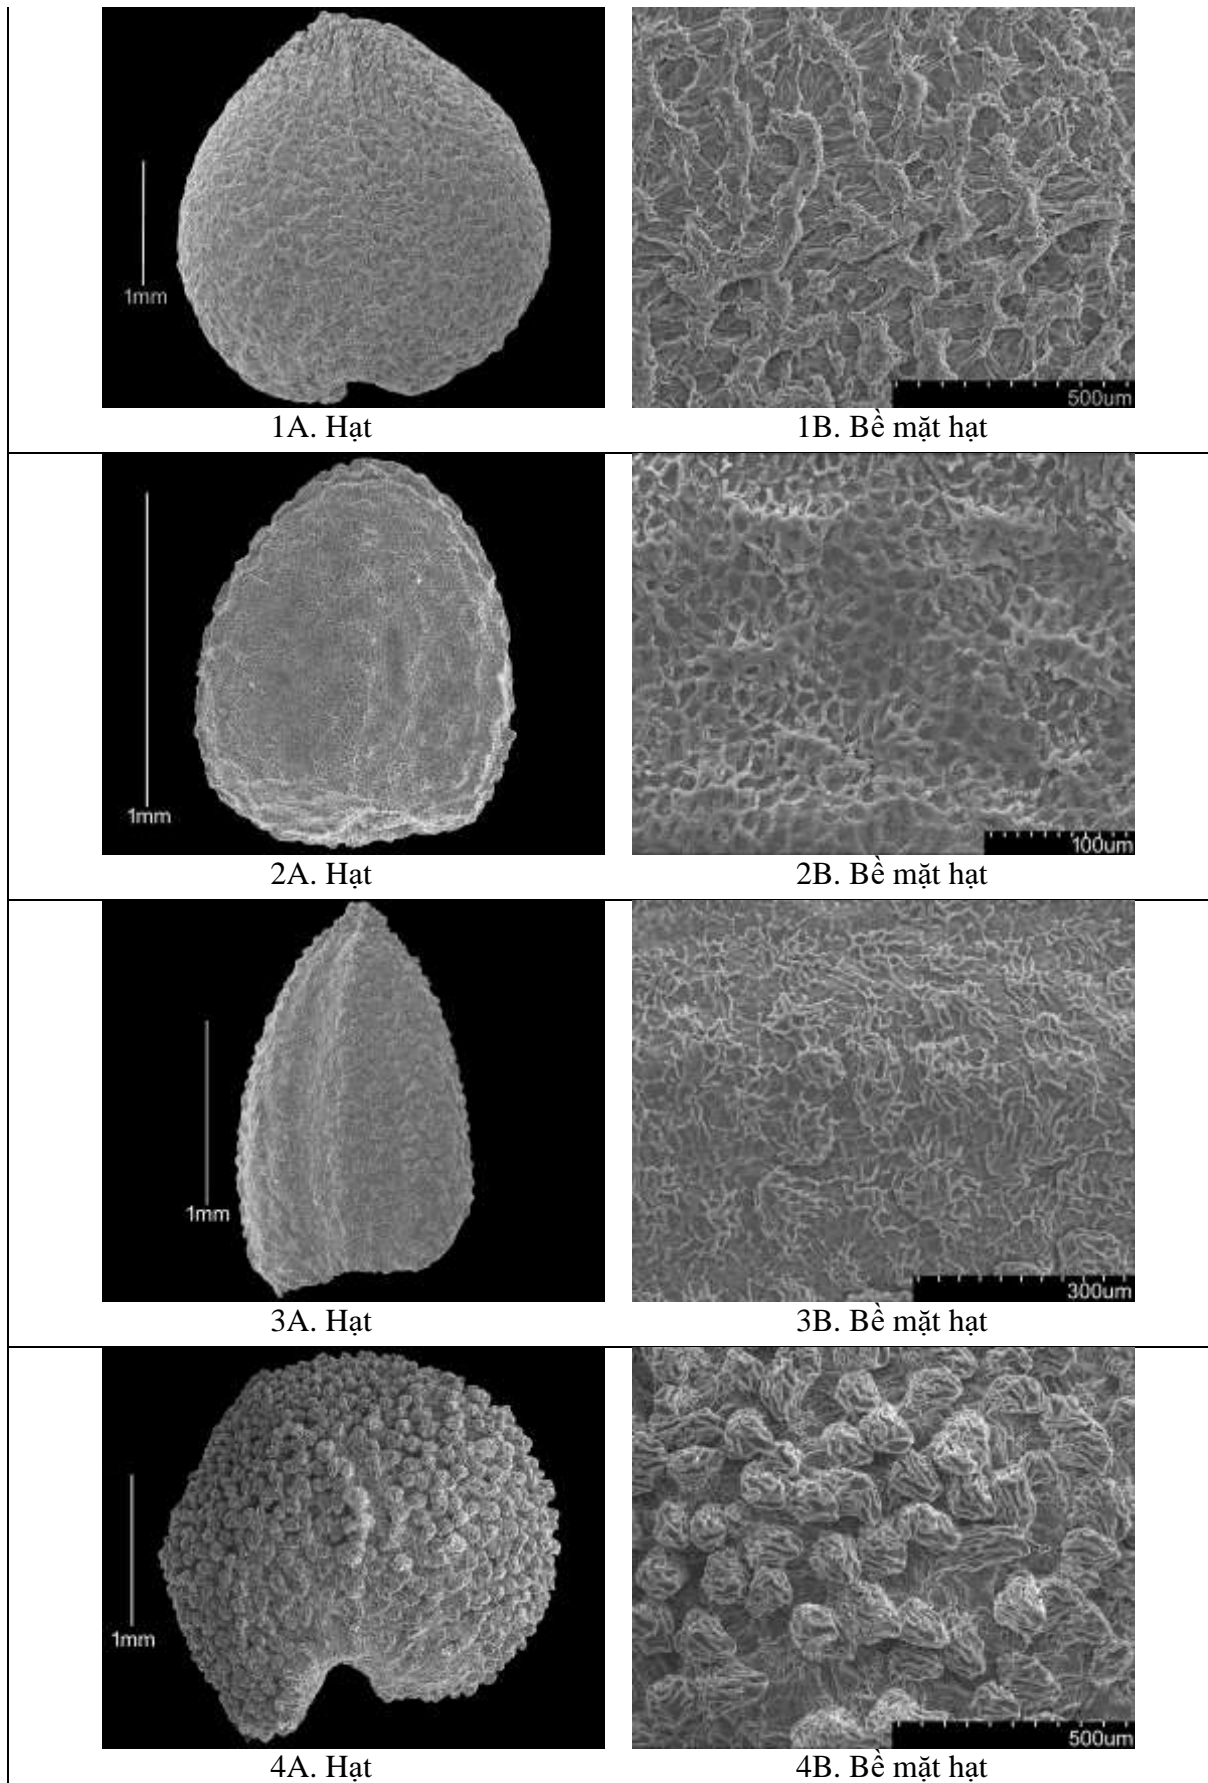 1mm
500um
1A. Hạt
1B. Bề mặt hạt
1mm
100um
2A. Hạt
2B. Bề mặt hạt
1mm
300um
3A. Hạt
3B. Bề mặt hạt
1mm
500um
4A. Hạt
4B. Bề mặt hạt